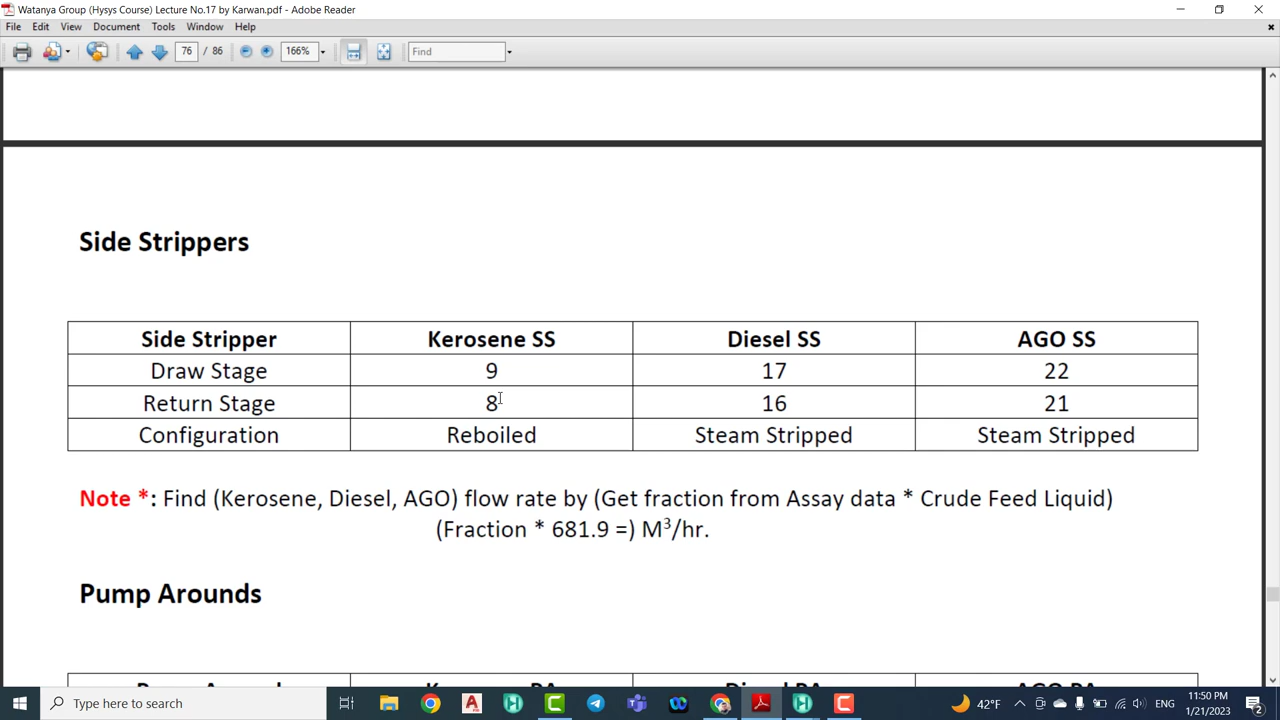 Watanya Group (Hysys Course) Lecture No.17 by Karwan.pdf - Adobe Reader
File Edit View Document Tools Window Help
76 / 86 166% Find
Side Strippers
Side Stripper Kerosene SS Diesel SS AGO SS
Draw Stage 9 17 22
Return Stage 8 16 21
Configuration Reboiled Steam Stripped Steam Stripped
Note *: Find (Kerosene, Diesel, AGO) flow rate by (Get fraction from Assay data * Crude Feed Liquid)
(Fraction * 681.9 =) M³/hr.
Pump Arounds
Type here to search
42°F ENG 11:50 PM
1/21/2023
2